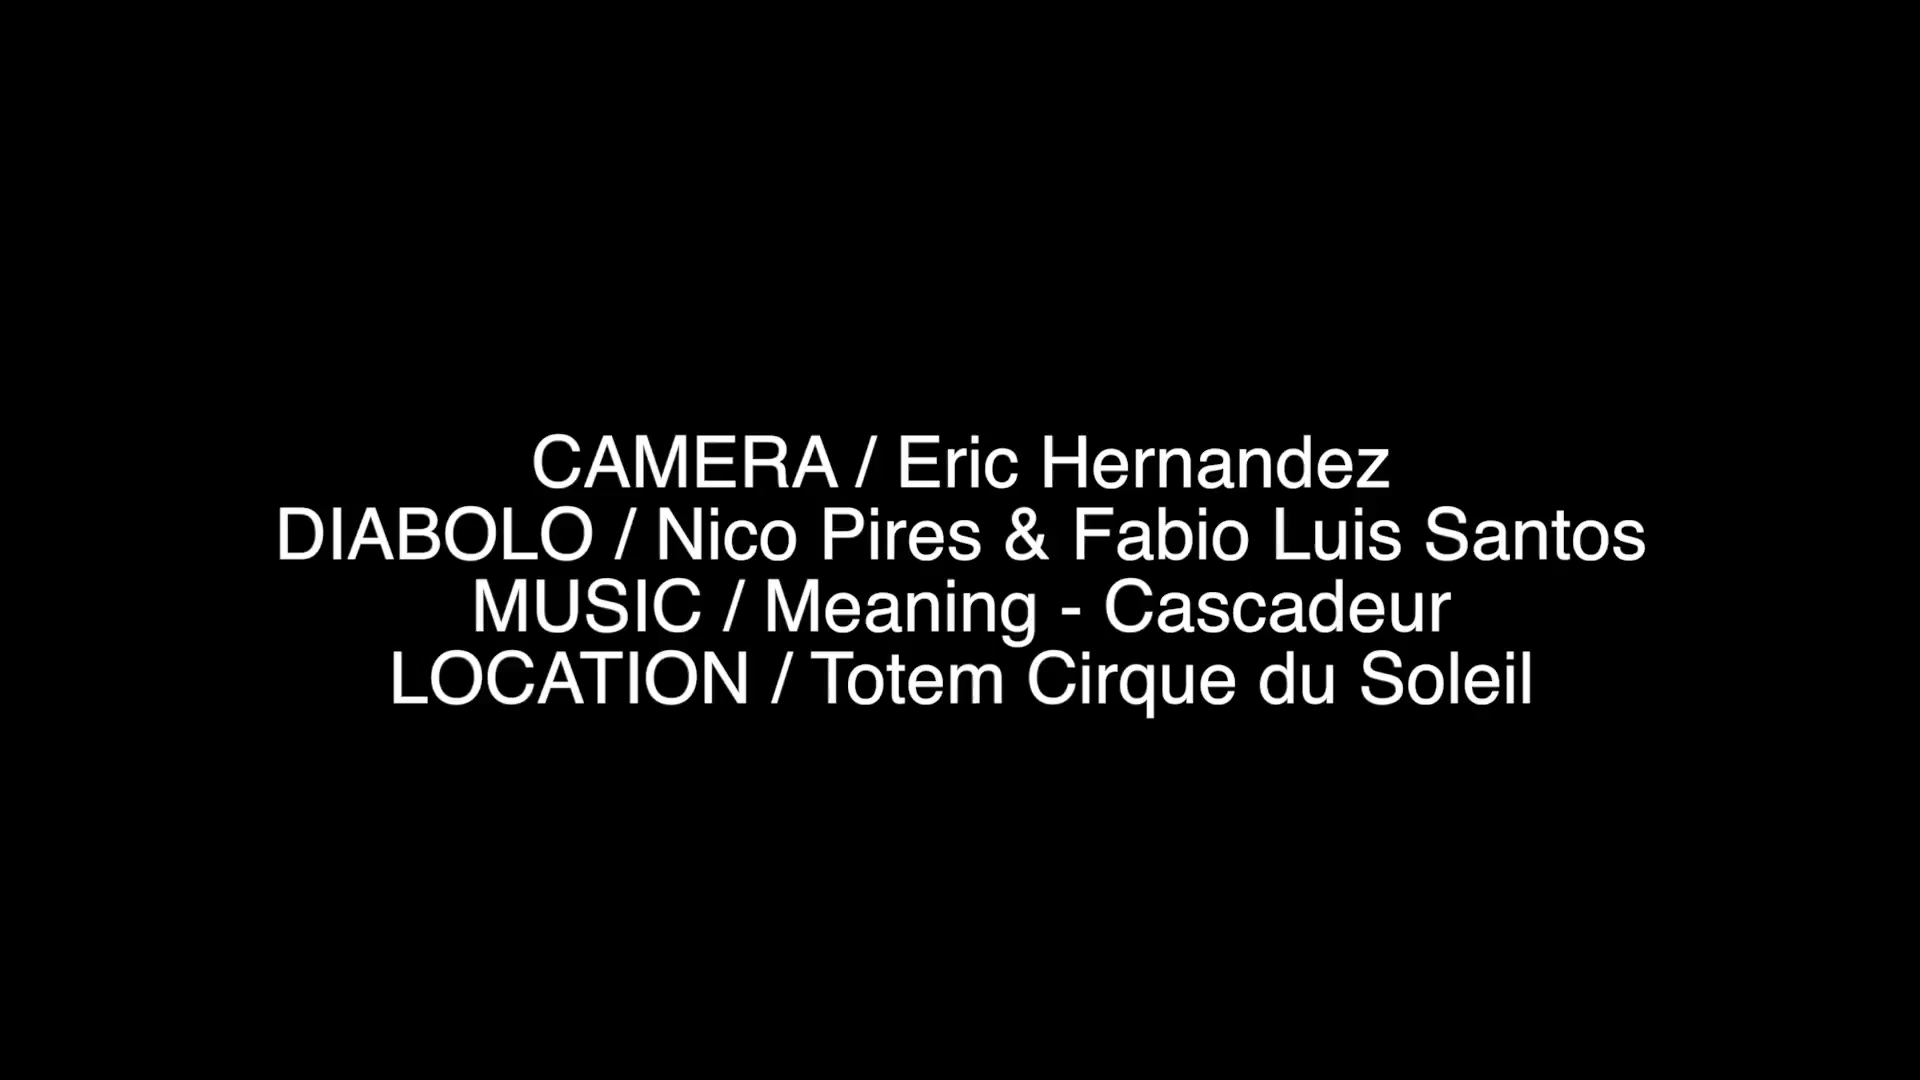 CAMERA / Eric Hernandez
DIABOLO / Nico Pires & Fabio Luis Santos
MUSIC / Meaning - Cascadeur
LOCATION / Totem Cirque du Soleil